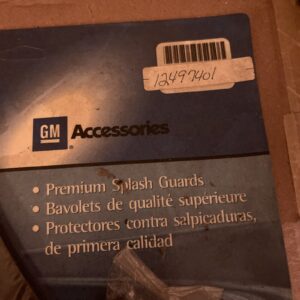 12497401
GM Accessories
• Premium Splash Guards
• Bavolets de qualité supérieure
• Protectores contra salpicaduras,
de primera calidad